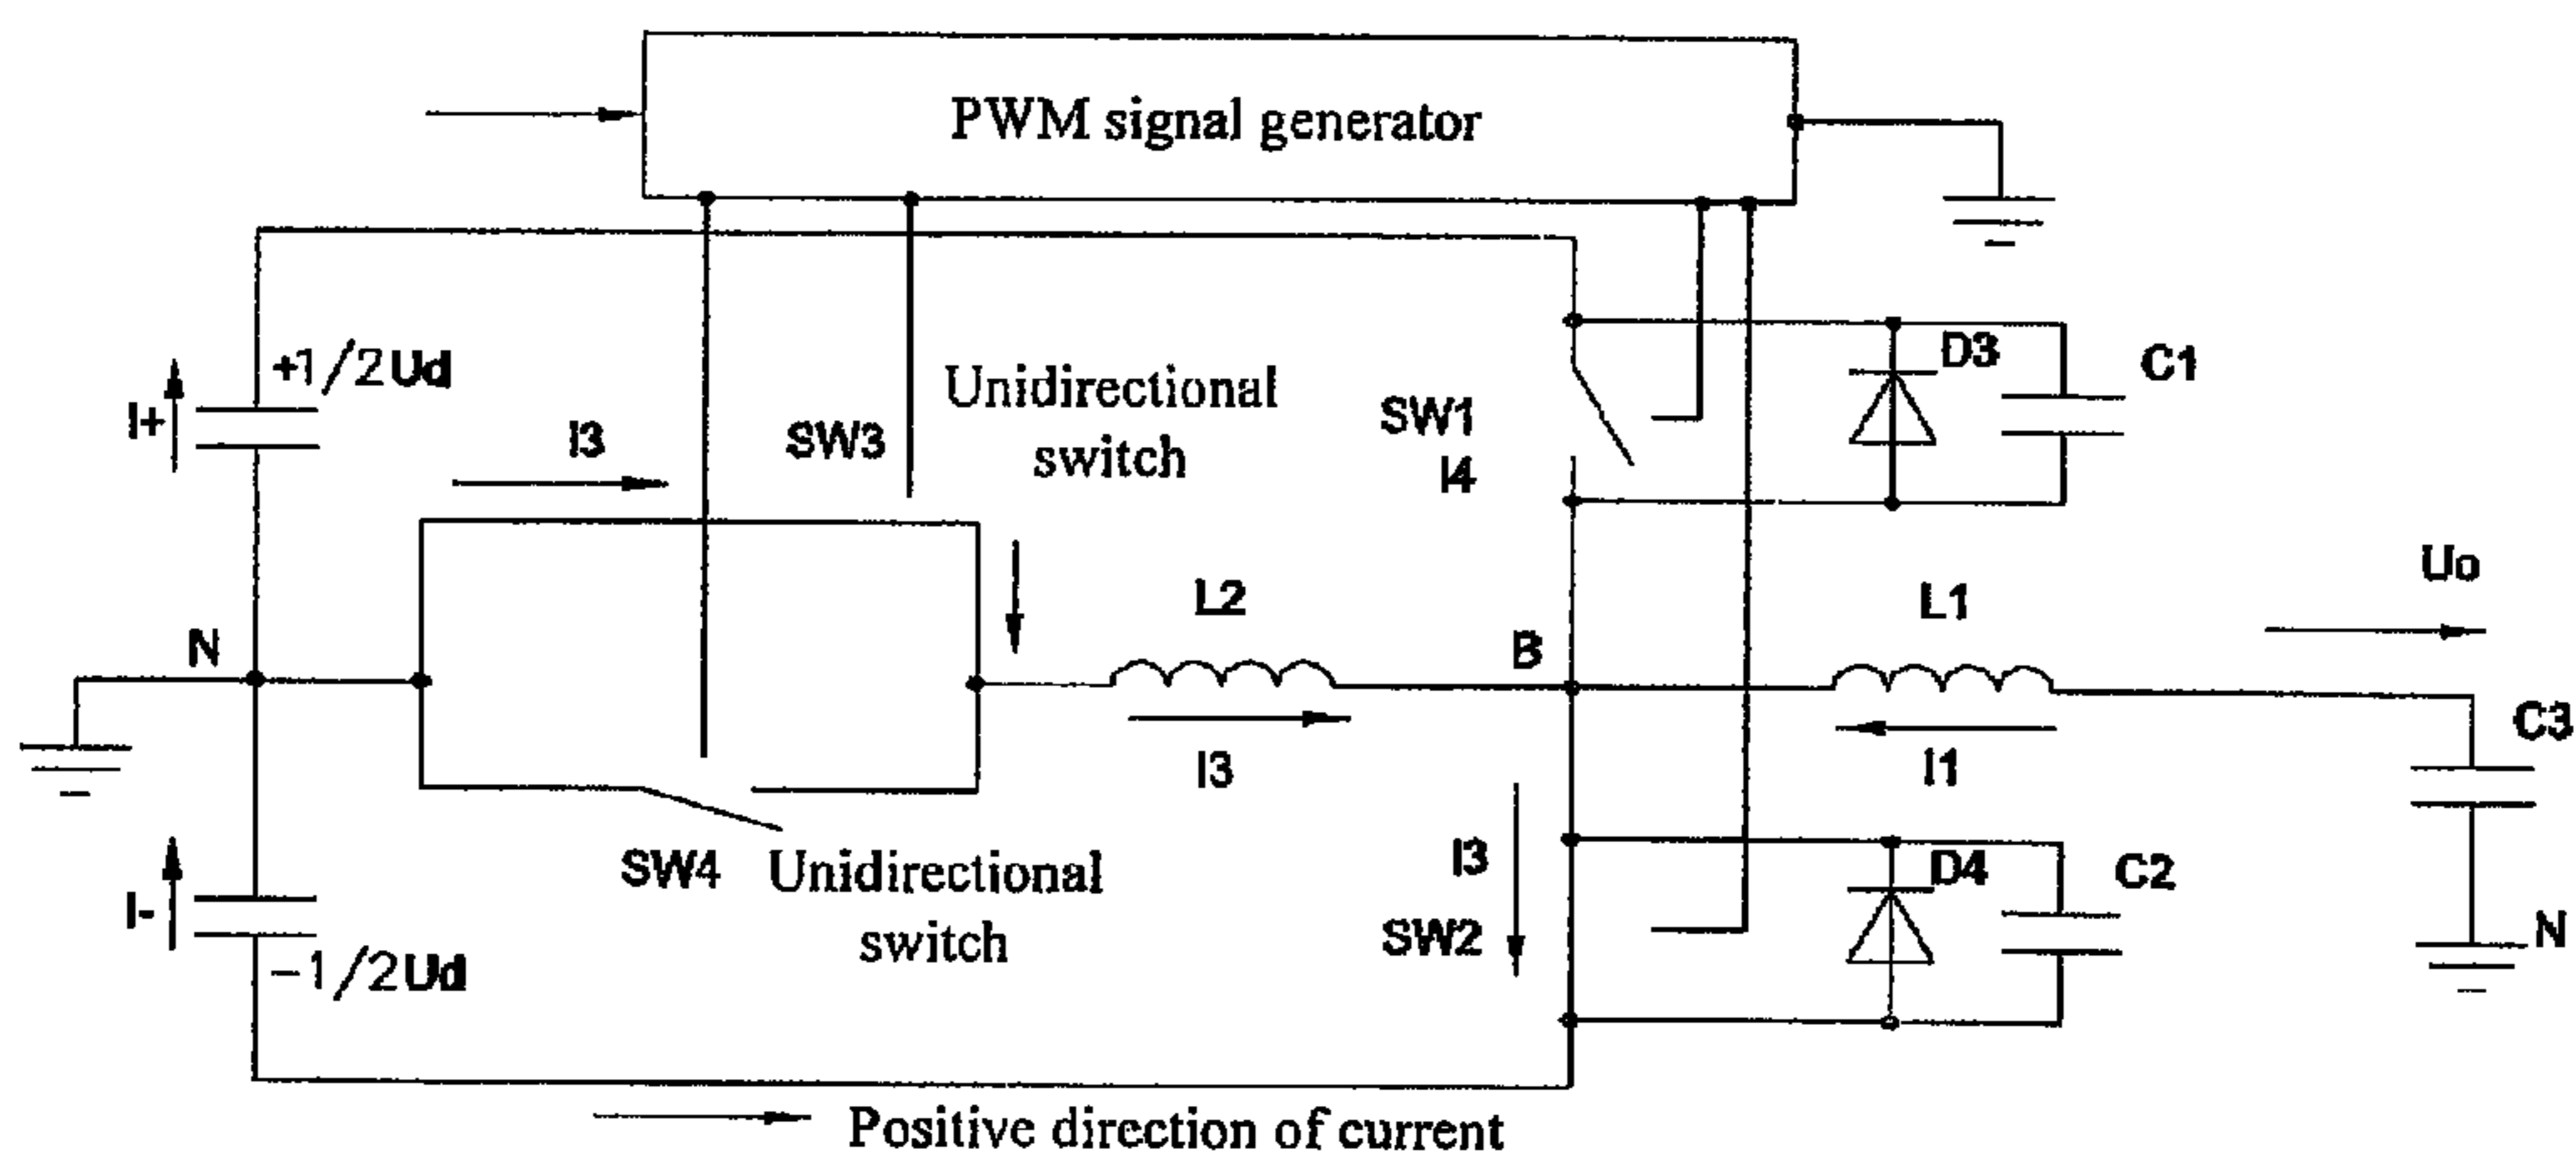 PWM signal generator
+1/2Ud
I+
I3
SW3
Unidirectional
switch
SW1
I4
D3
C1
N
L2
B
L1
Uo
I3
I1
C3
I-
-1/2Ud
SW4
Unidirectional
switch
I3
SW2
D4
C2
N
Positive direction of current